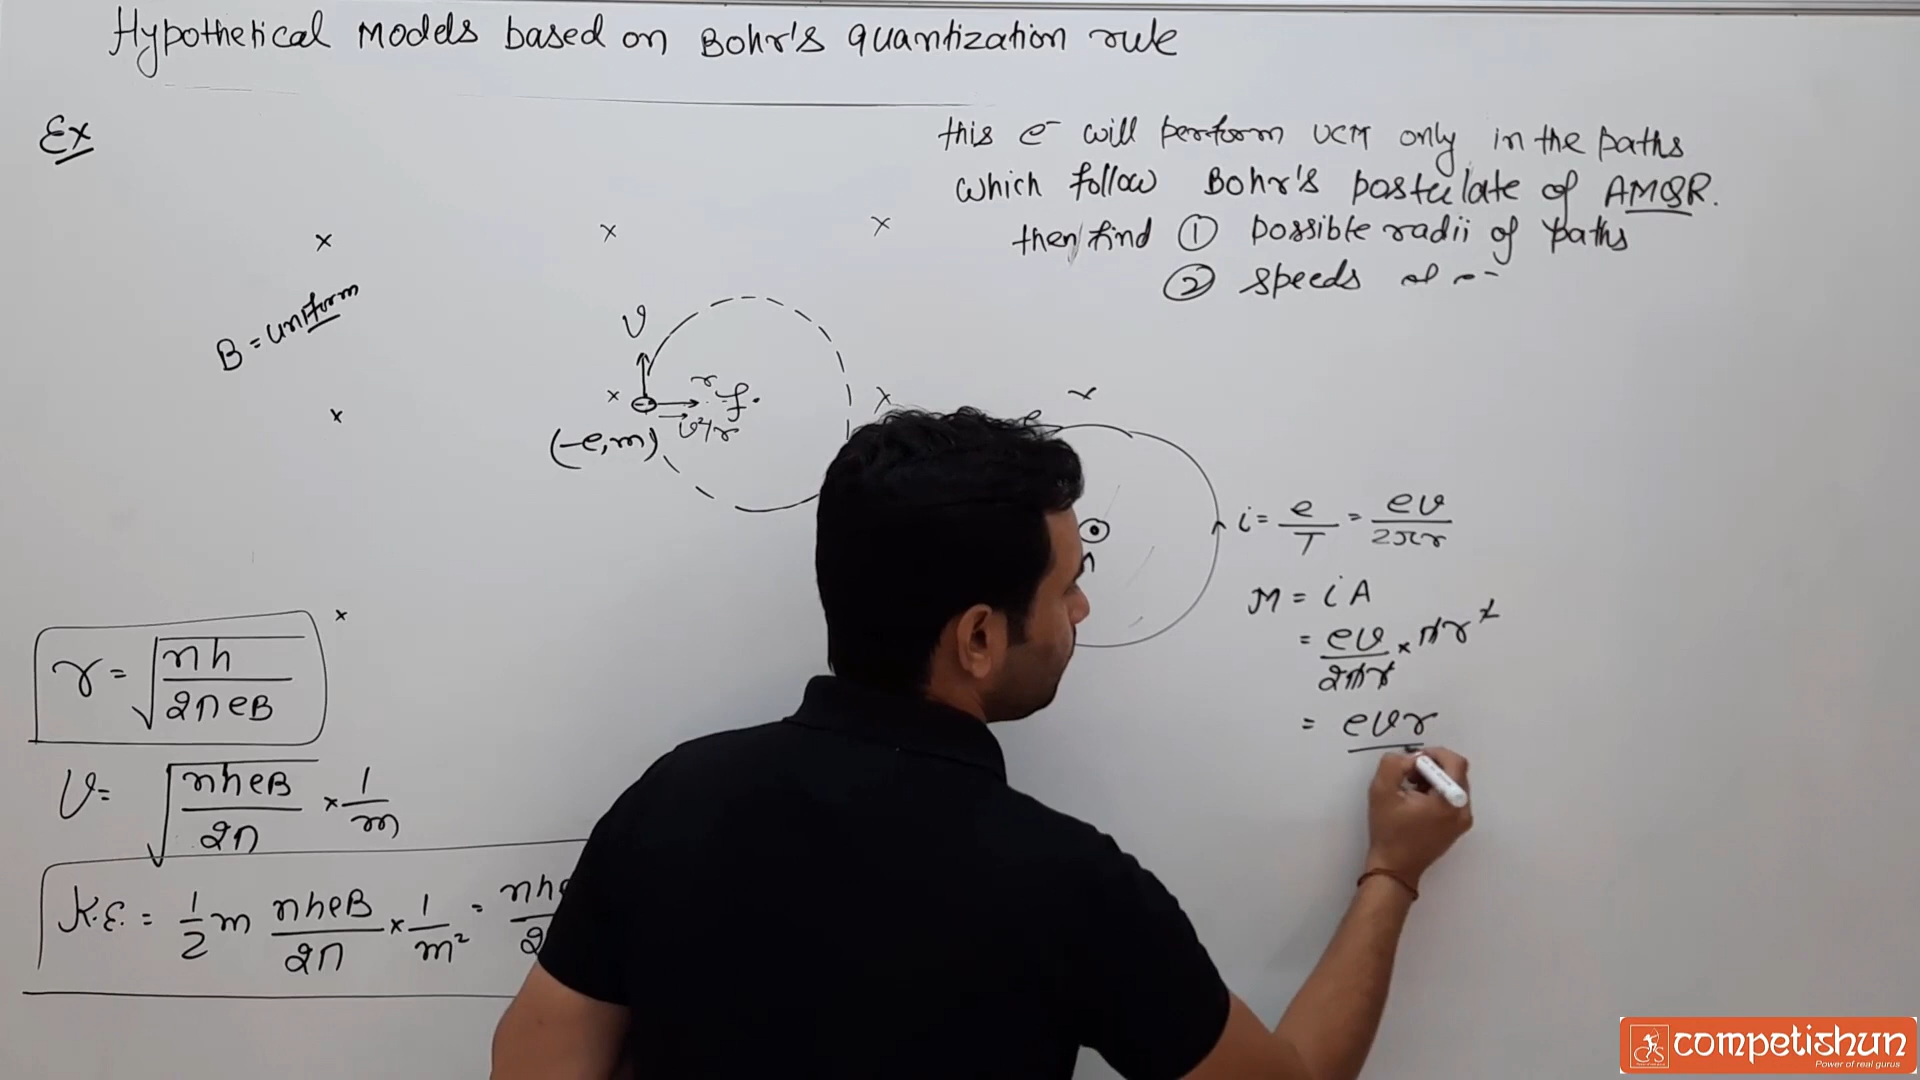 Hypothetical Models based on Bohr's quantization rule
Ex
this e⁻ will perform UCM only in the paths
which follow Bohr's postulate of AMQR.
then find ① possible radii of paths
② speeds
x x x
B = uniform
v
x r f. x x
(-e,m) v²/r
x
i = e/T = ev/2πr
M = iA
= ev/2πr × πr²
= evr
x
r = √(nh/2πeB)
v = √(nheB/2π) × 1/m
K.E. = 1/2 m nheB/2π × 1/m² =
competishun
Power of real gurus